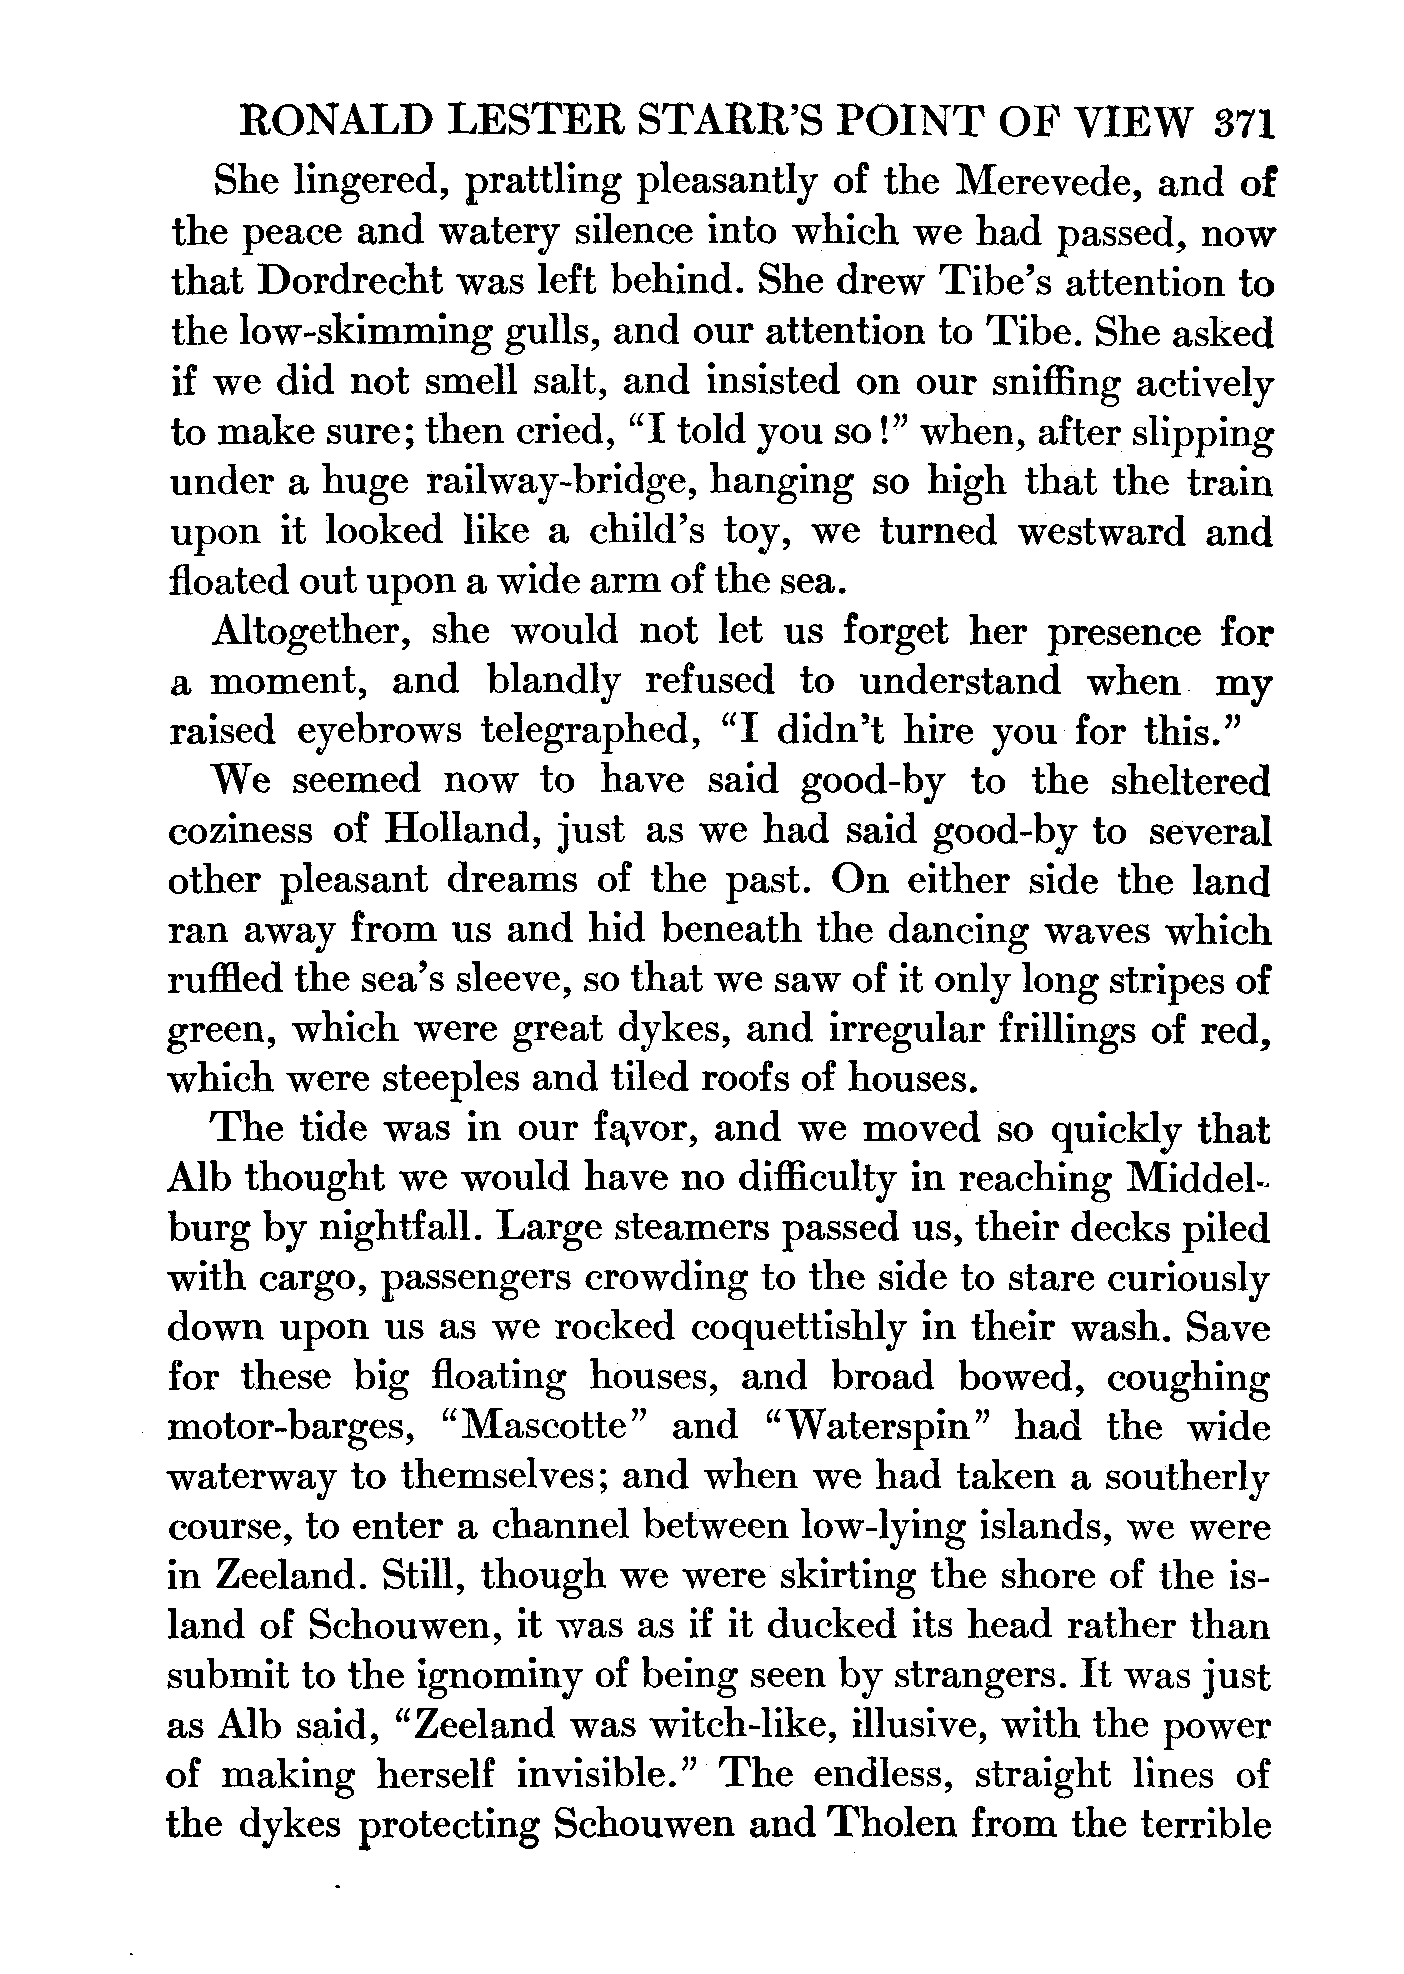 RONALD LESTER STARR'S POINT OF VIEW 371
She lingered, prattling pleasantly of the Merevede, and of
the peace and watery silence into which we had passed, now
that Dordrecht was left behind. She drew Tibe's attention to
the low-skimming gulls, and our attention to Tibe. She asked
if we did not smell salt, and insisted on our sniffing actively
to make sure; then cried, "I told you so!" when, after slipping
under a huge railway-bridge, hanging so high that the train
upon it looked like a child's toy, we turned westward and
floated out upon a wide arm of the sea.
Altogether, she would not let us forget her presence for
a moment, and blandly refused to understand when my
raised eyebrows telegraphed, "I didn't hire you for this."
We seemed now to have said good-by to the sheltered
coziness of Holland, just as we had said good-by to several
other pleasant dreams of the past. On either side the land
ran away from us and hid beneath the dancing waves which
ruffled the sea's sleeve, so that we saw of it only long stripes of
green, which were great dykes, and irregular frillings of red,
which were steeples and tiled roofs of houses.
The tide was in our favor, and we moved so quickly that
Alb thought we would have no difficulty in reaching Middel-
burg by nightfall. Large steamers passed us, their decks piled
with cargo, passengers crowding to the side to stare curiously
down upon us as we rocked coquettishly in their wash. Save
for these big floating houses, and broad bowed, coughing
motor-barges, "Mascotte" and "Waterspin" had the wide
waterway to themselves; and when we had taken a southerly
course, to enter a channel between low-lying islands, we were
in Zeeland. Still, though we were skirting the shore of the is-
land of Schouwen, it was as if it ducked its head rather than
submit to the ignominy of being seen by strangers. It was just
as Alb said, "Zeeland was witch-like, illusive, with the power
of making herself invisible." The endless, straight lines of
the dykes protecting Schouwen and Tholen from the terrible